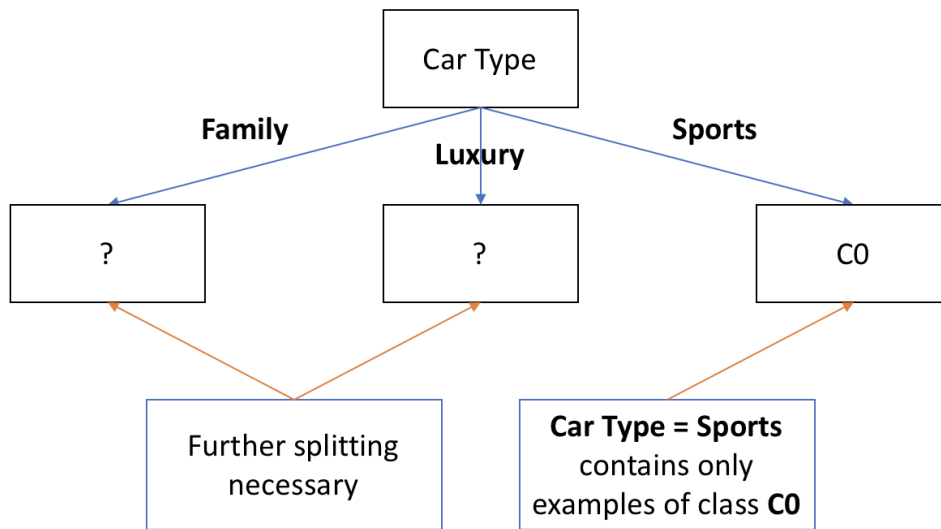 Car Type
Family
Luxury
Sports
?
?
C0
Further splitting
necessary
Car Type = Sports
contains only
examples of class C0